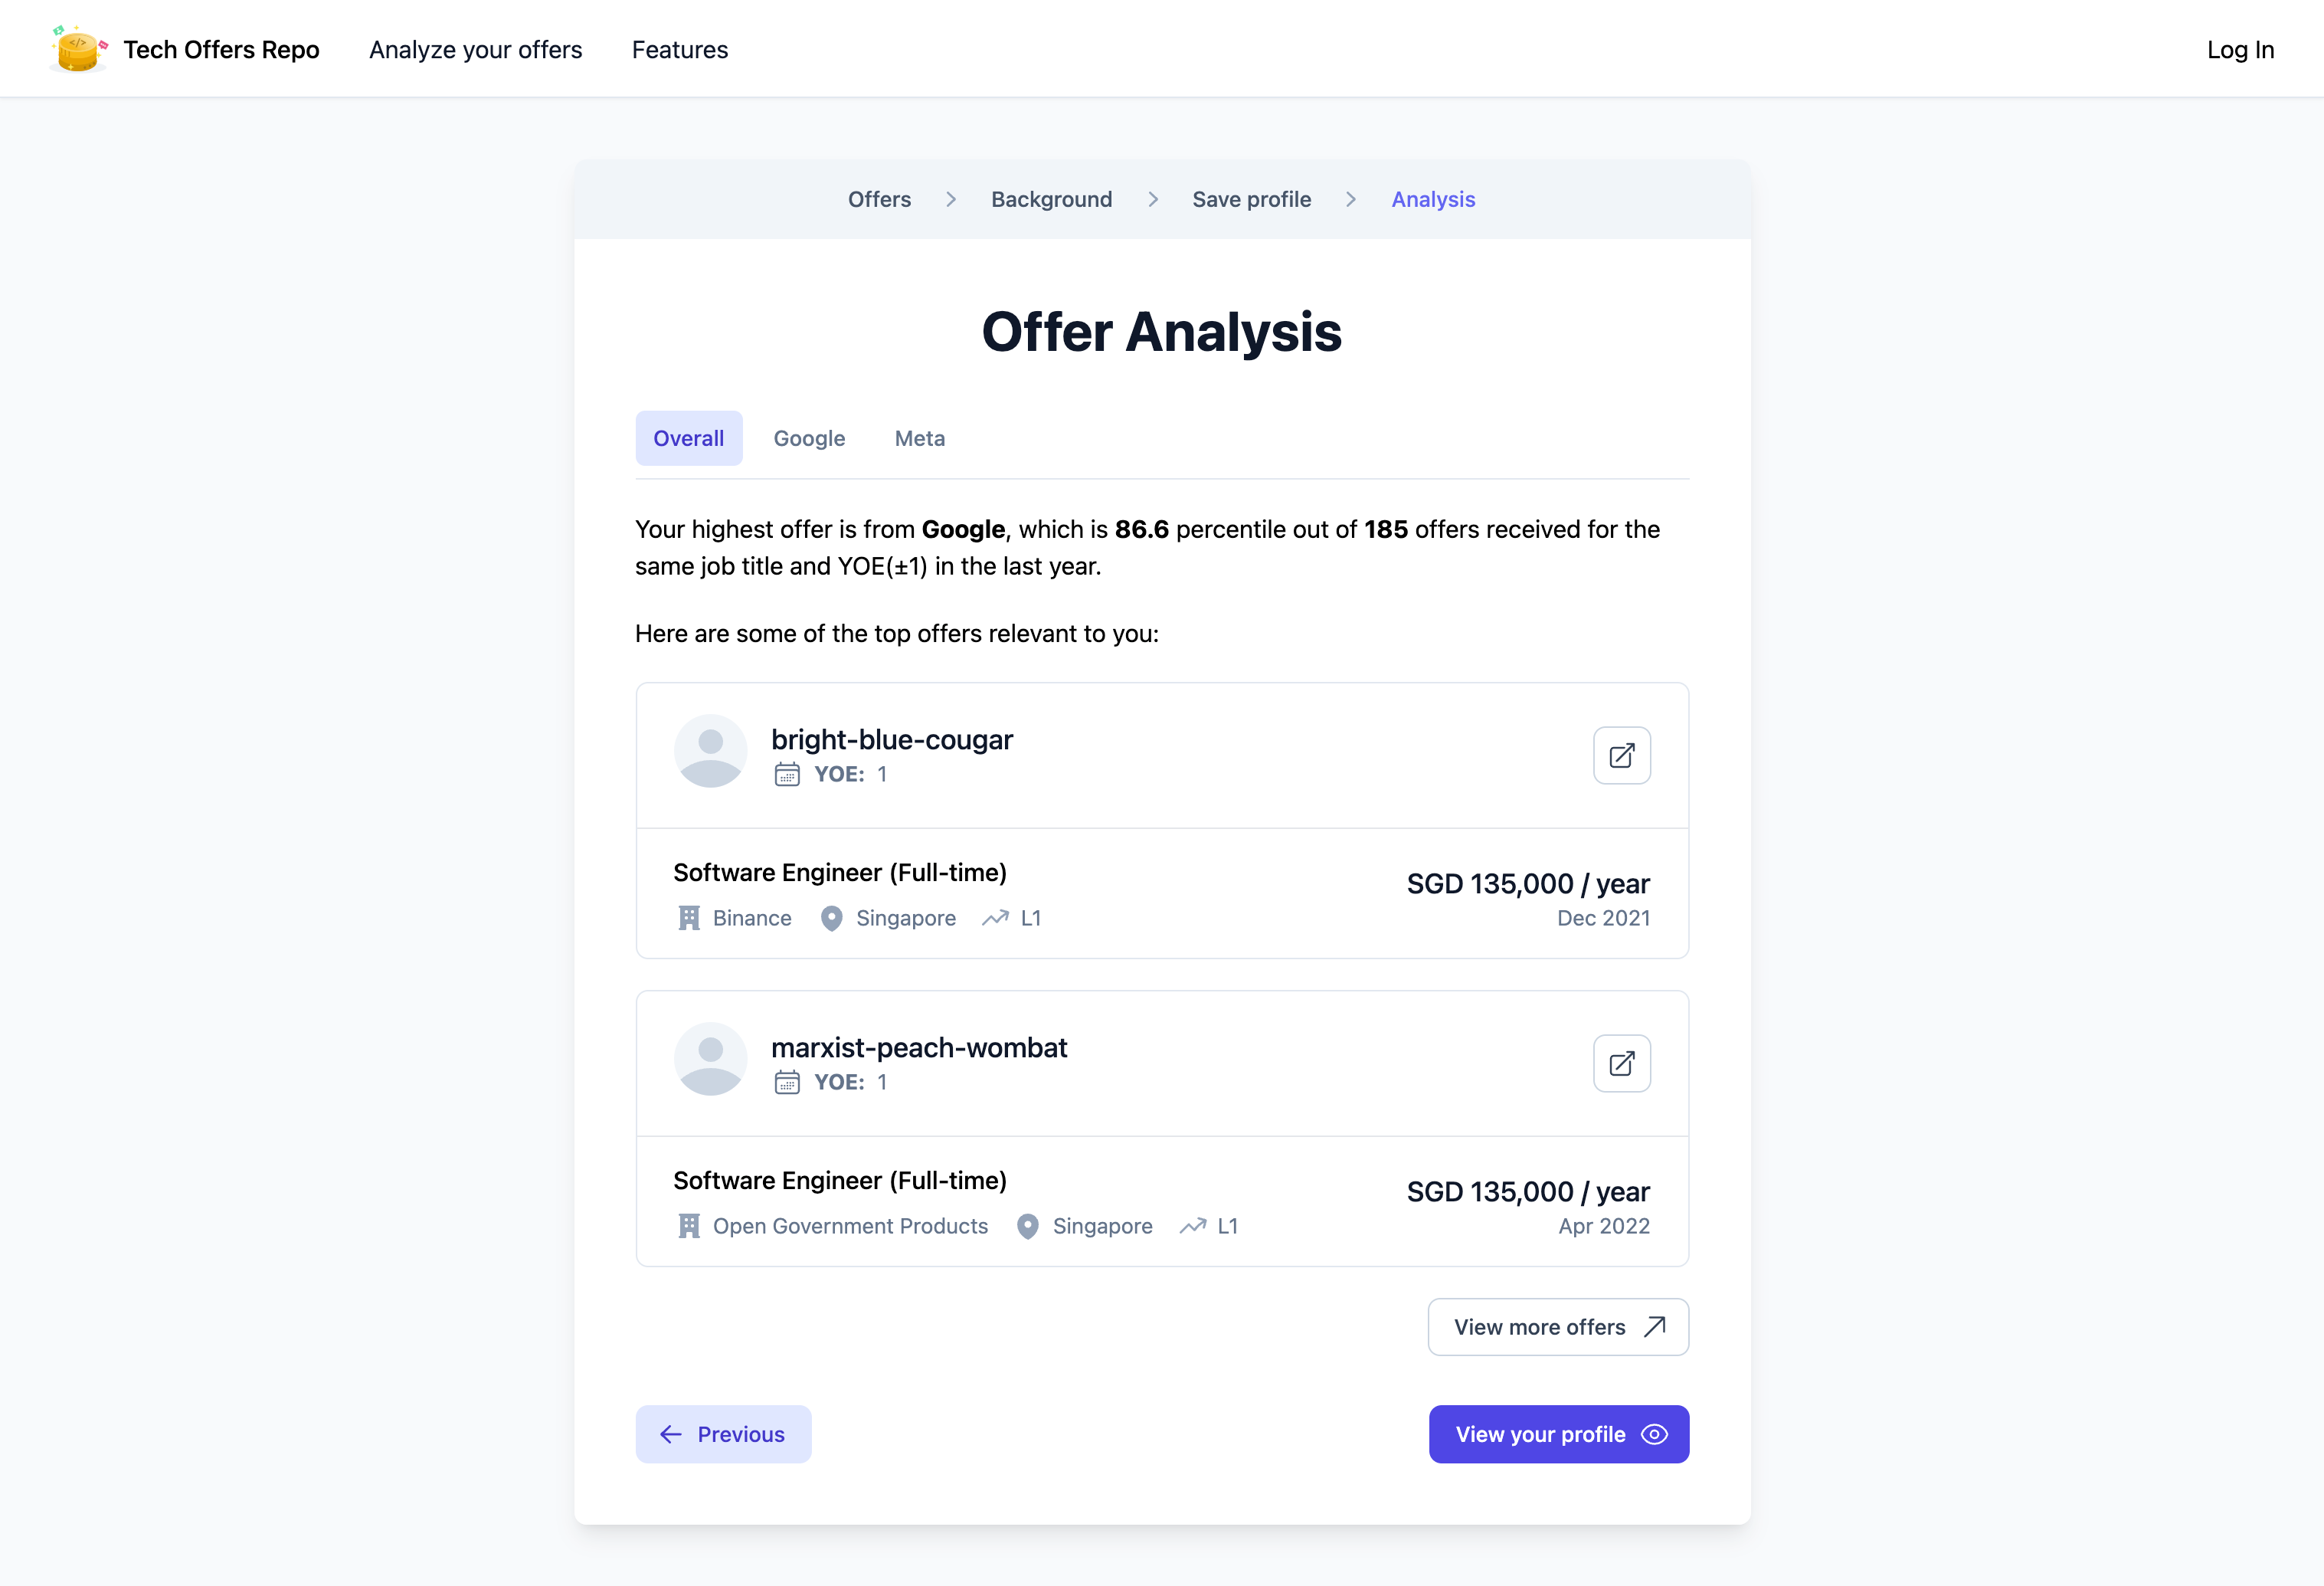 Tech Offers Repo
Analyze your offers
Features
Log In
Offers
Background
Save profile
Analysis
Offer Analysis
Overall
Google
Meta
Your highest offer is from Google, which is 86.6 percentile out of 185 offers received for the
same job title and YOE(±1) in the last year.
Here are some of the top offers relevant to you:
bright-blue-cougar
YOE: 1
Software Engineer (Full-time)
SGD 135,000 / year
Binance
Singapore
L1
Dec 2021
marxist-peach-wombat
YOE: 1
Software Engineer (Full-time)
SGD 135,000 / year
Open Government Products
Singapore
L1
Apr 2022
View more offers
Previous
View your profile